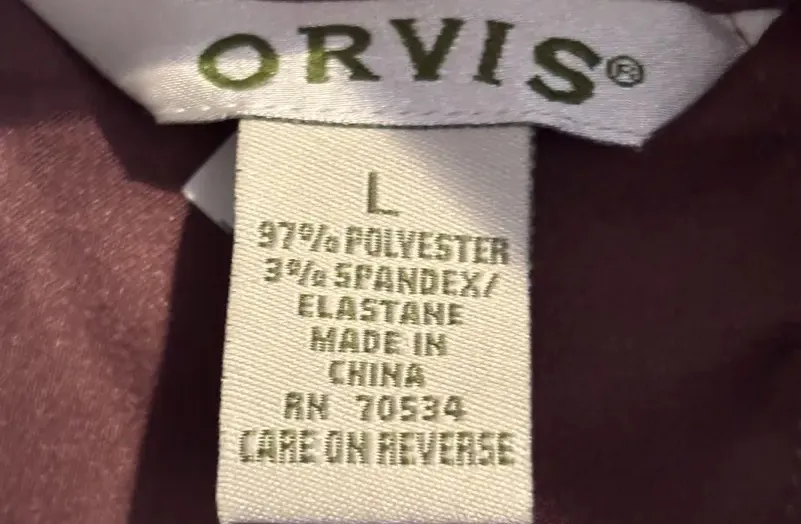 ORVIS®
L
97% POLYESTER
3% SPANDEX/
ELASTANE
MADE IN
CHINA
RN 70534
CARE ON REVERSE